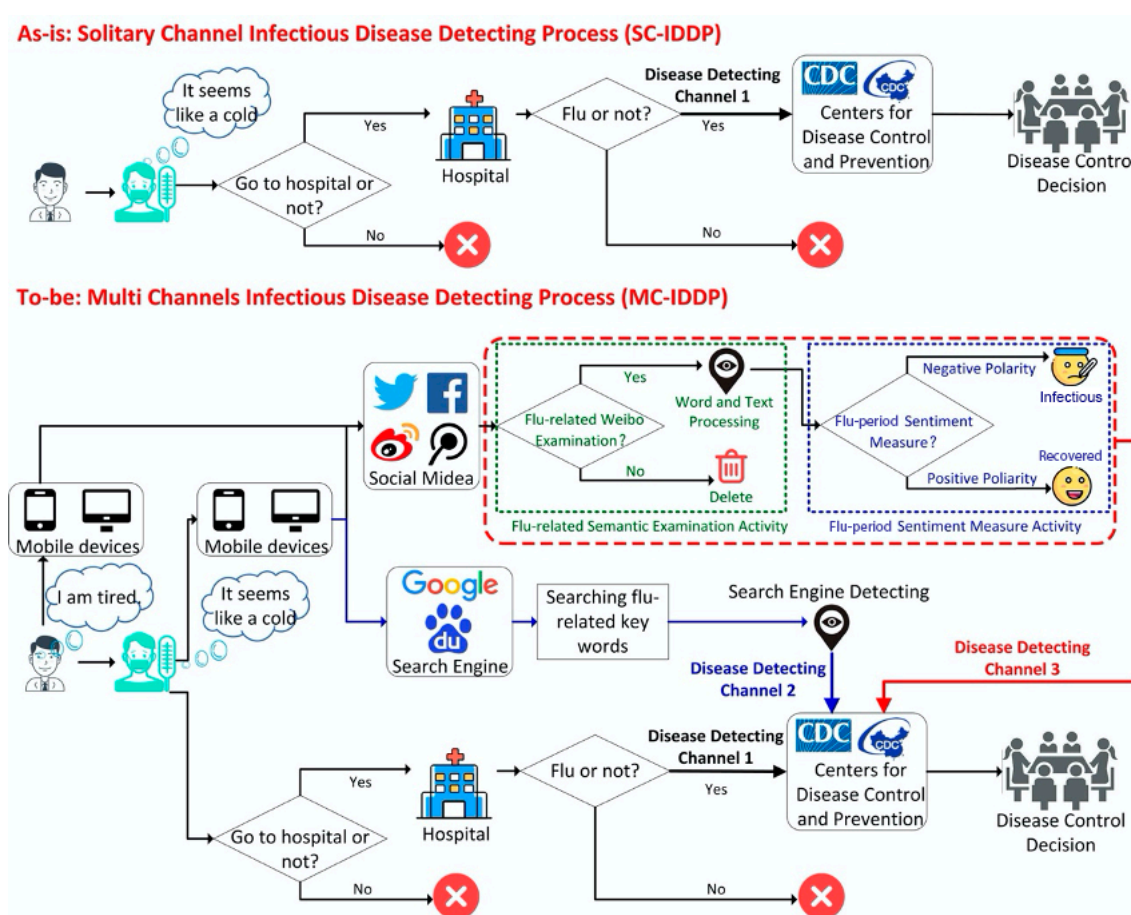 As-is: Solitary Channel Infectious Disease Detecting Process (SC-IDDP)
It seems
like a cold
Go to hospital or
not?
Yes
No
Hospital
Flu or not?
Disease Detecting
Channel 1
Yes
No
CDC
CDC
Centers for
Disease Control
and Prevention
Disease Control
Decision
To-be: Multi Channels Infectious Disease Detecting Process (MC-IDDP)
Social Midea
Flu-related Weibo
Examination?
Yes
No
Word and Text
Processing
Delete
Flu-related Semantic Examination Activity
Flu-period Sentiment
Measure?
Negative Polarity
Infectious
Recovered
Positive Poliarity
Flu-period Sentiment Measure Activity
Mobile devices
Mobile devices
I am tired.
It seems
like a cold
Google
du
Search Engine
Searching flu-
related key
words
Search Engine Detecting
Disease Detecting
Channel 2
Disease Detecting
Channel 3
Go to hospital or
not?
Yes
No
Hospital
Flu or not?
Disease Detecting
Channel 1
Yes
No
CDC
CDC
Centers for
Disease Control
and Prevention
Disease Control
Decision